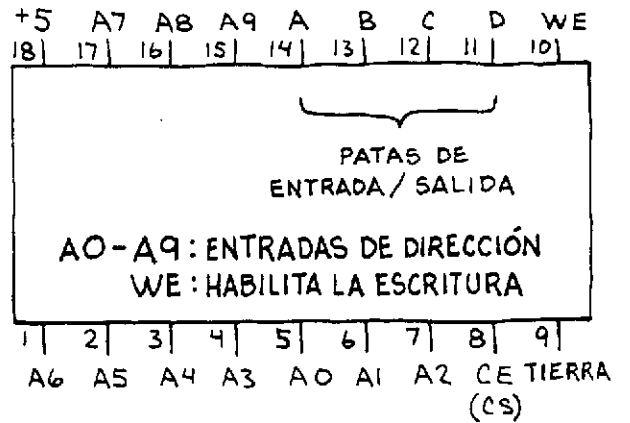 +5 A7 A8 A9 A B C D WE
18 17 16 15 14 13 12 11 10
PATAS DE
ENTRADA/SALIDA
A0-A9: ENTRADAS DE DIRECCIÓN
WE: HABILITA LA ESCRITURA
1 2 3 4 5 6 7 8 9
A6 A5 A4 A3 A0 A1 A2 CE TIERRA
(CS)